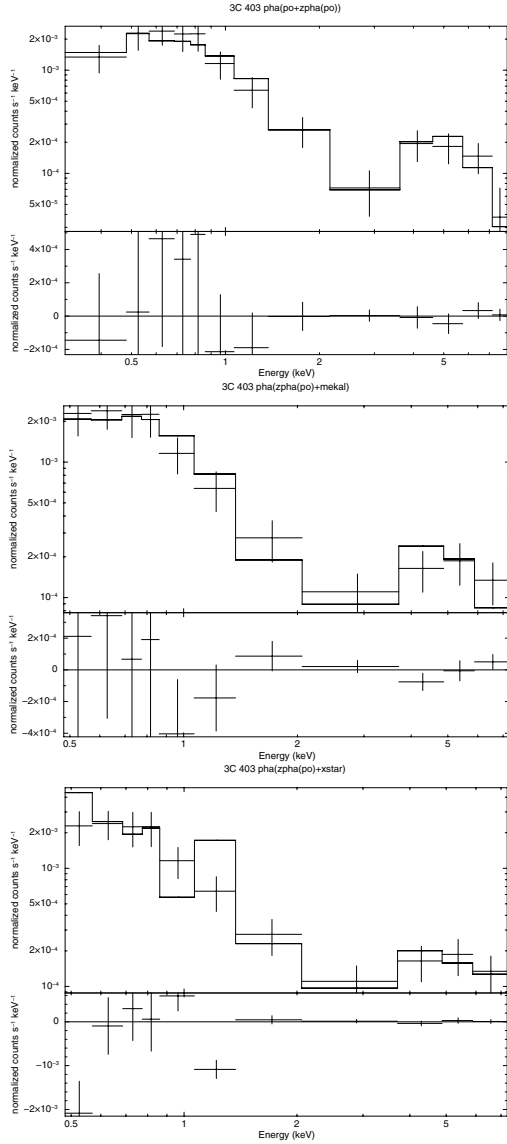 3C 403 pha(po+zpha(po))
normalized counts s⁻¹ keV⁻¹
2×10⁻³
10⁻³
5×10⁻⁴
2×10⁻⁴
10⁻⁴
5×10⁻⁵
normalized counts s⁻¹ keV⁻¹
4×10⁻⁴
2×10⁻⁴
0
−2×10⁻⁴
0.5 1 2 5
Energy (keV)
3C 403 pha(zpha(po)+mekal)
normalized counts s⁻¹ keV⁻¹
2×10⁻³
10⁻³
5×10⁻⁴
2×10⁻⁴
10⁻⁴
normalized counts s⁻¹ keV⁻¹
2×10⁻⁴
0
−2×10⁻⁴
−4×10⁻⁴
0.5 1 2 5
Energy (keV)
3C 403 pha(zpha(po)+xstar)
normalized counts s⁻¹ keV⁻¹
2×10⁻³
10⁻³
5×10⁻⁴
2×10⁻⁴
10⁻⁴
normalized counts s⁻¹ keV⁻¹
0
−10⁻³
−2×10⁻³
0.5 1 2 5
Energy (keV)